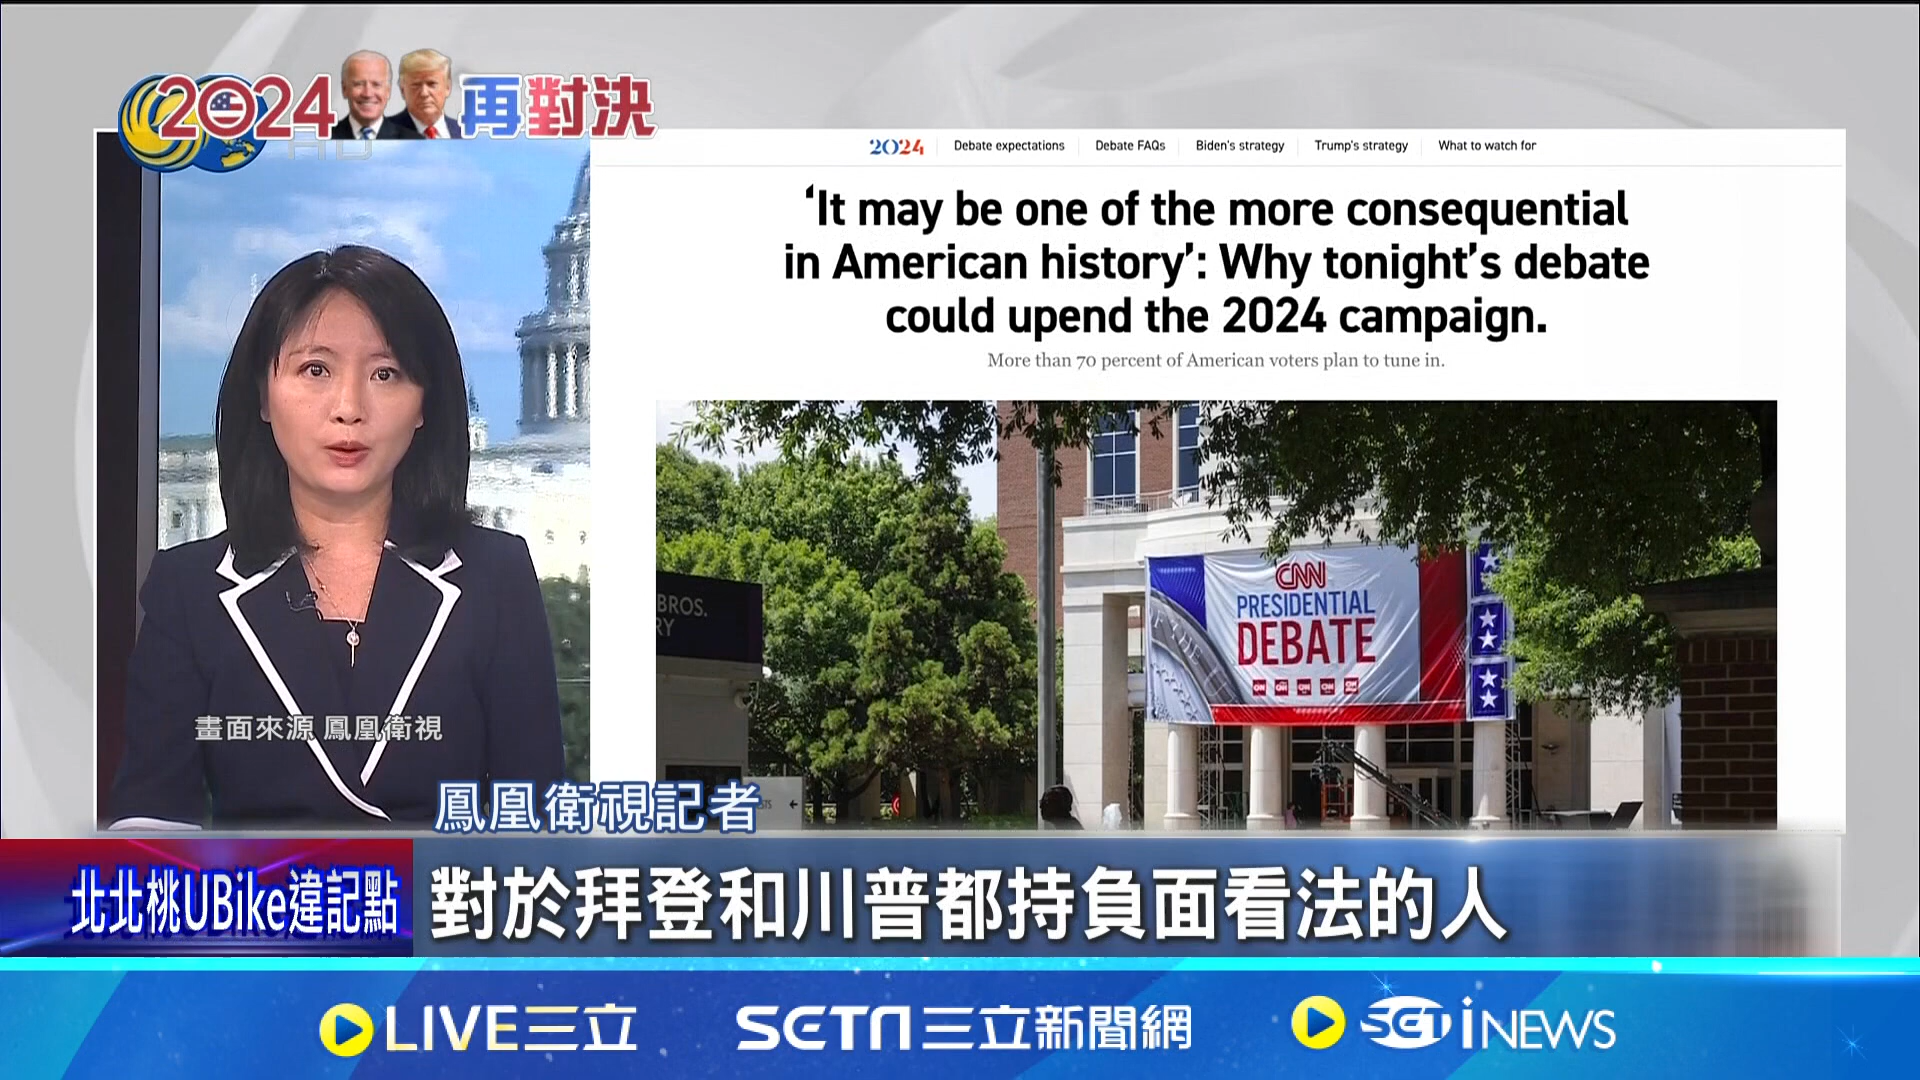 2024 再對決
HD
2024 Debate expectations Debate FAQs Biden's strategy Trump's strategy What to watch for
‘It may be one of the more consequential
in American history’: Why tonight’s debate
could upend the 2024 campaign.
More than 70 percent of American voters plan to tune in.
BROS.
RY
CNN
PRESIDENTIAL
DEBATE
畫面來源 鳳凰衛視
鳳凰衛視記者
北北桃UBike違記點
對於拜登和川普都持負面看法的人
LIVE三立 SETN三立新聞網 SET iNEWS